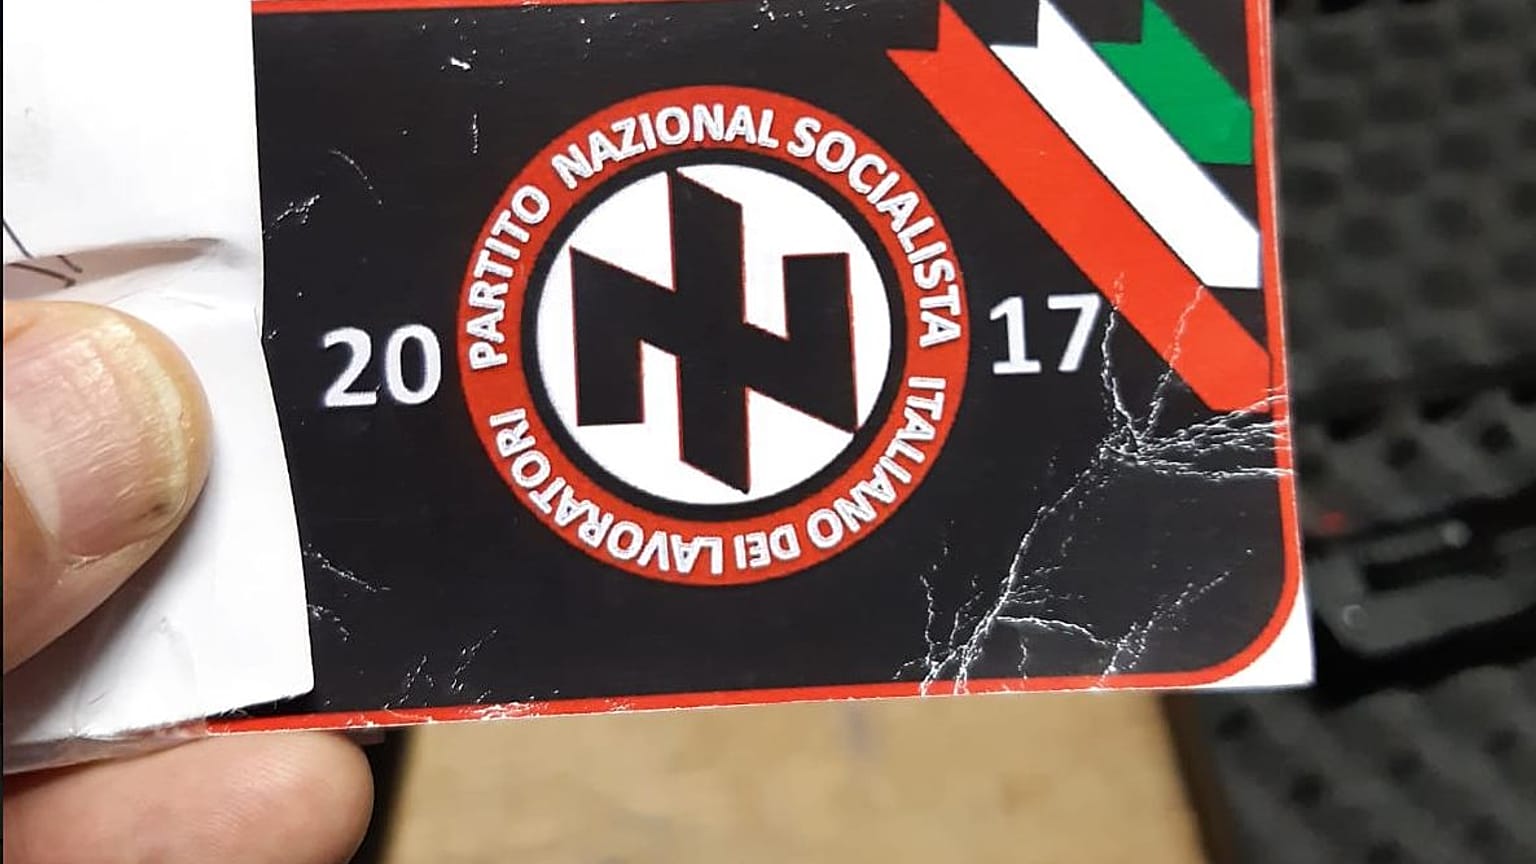 PARTITO NAZIONAL SOCIALISTA
ITALIANO DEI LAVORATORI
20 17